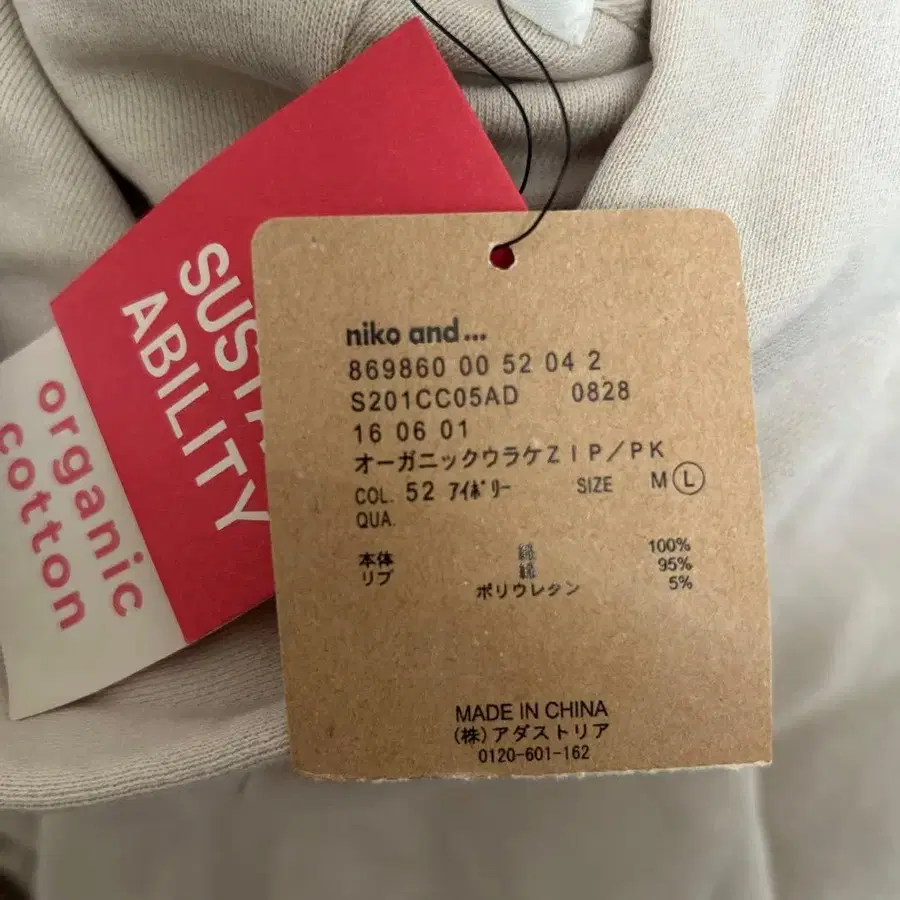 SUSTA
ABILITY
organic
cotton
niko and...
869860 00 52 04 2
S201CC05AD 0828
16 06 01
オーガニックウラケZIP/PK
COL. 52 アイボリー SIZE M L
QUA.
本体 綿 100%
リブ 綿 95%
ポリウレタン 5%
MADE IN CHINA
(株)アダストリア
0120-601-162